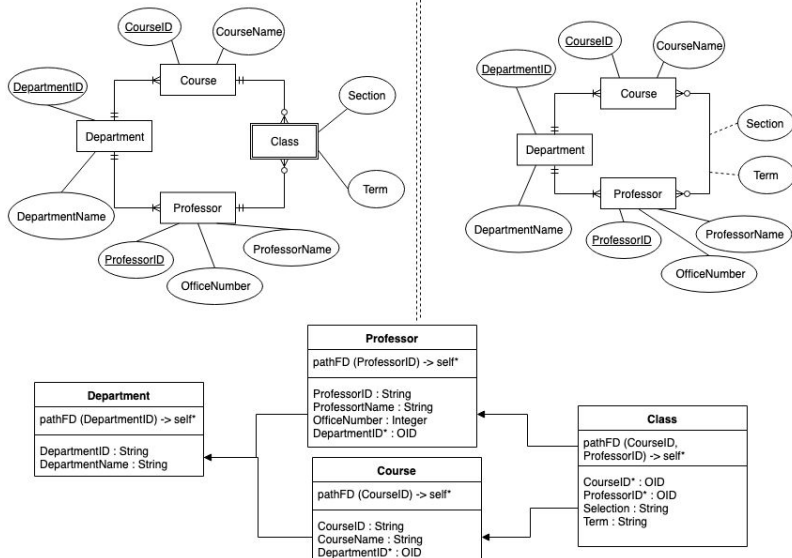 CourseID
CourseName
DepartmentID
Course
Section
Department
Class
Term
DepartmentName
Professor
ProfessorID
ProfessorName
OfficeNumber
CourseID
CourseName
DepartmentID
Course
Section
Department
Term
Professor
DepartmentName
ProfessorName
ProfessorID
OfficeNumber
Department
pathFD (DepartmentID) -> self*
DepartmentID : String
DepartmentName : String
Professor
pathFD (ProfessorID) -> self*
ProfessorID : String
ProfessortName : String
OfficeNumber : Integer
DepartmentID* : OID
Course
pathFD (CourseID) -> self*
CourseID : String
CourseName : String
DepartmentID* : OID
Class
pathFD (CourseID,
ProfessorID) -> self*
CourseID* : OID
ProfessorID* : OID
Selection : String
Term : String